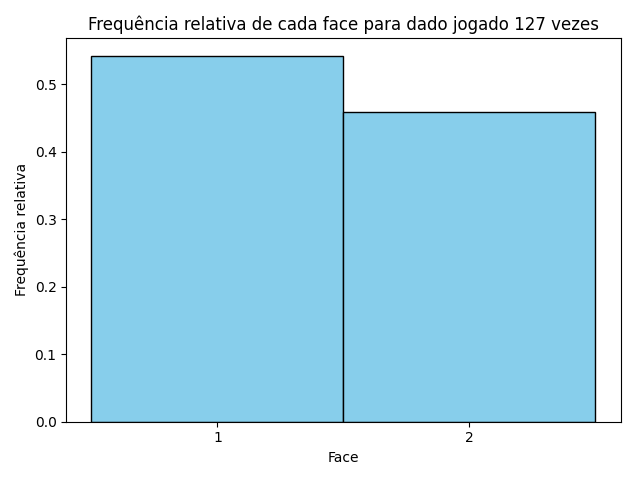 Frequência relativa de cada face para dado jogado 127 vezes
Frequência relativa
0.5
0.4
0.3
0.2
0.1
0.0
1 2
Face